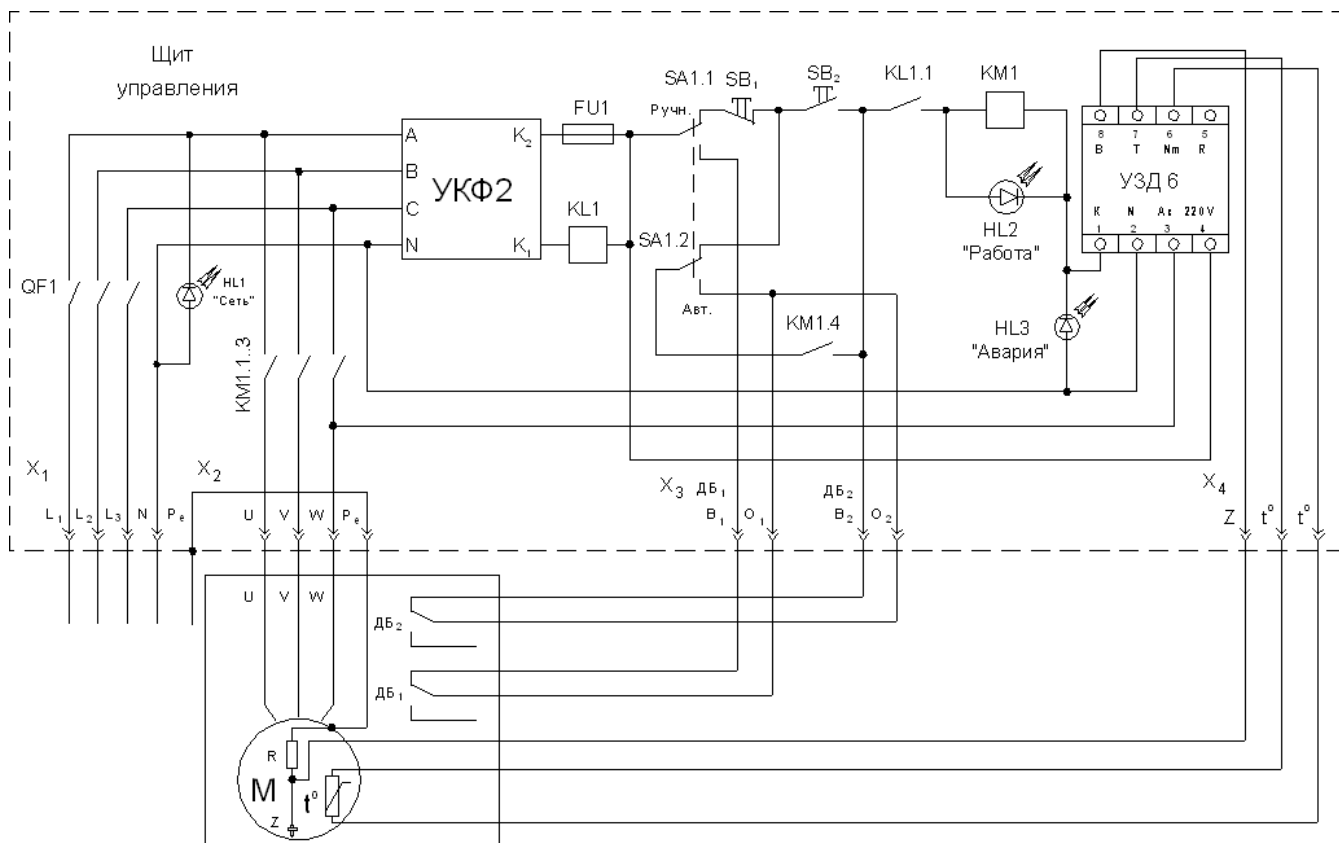 Щит
управления
SA1.1 SB₁ SB₂ KL1.1 KM1
FU1 Ручн.
A K₂
B
УКФ2
C
N K₁
KL1
SA1.2
Авт.
KM1.4
QF1
HL1
"Сеть"
KM1.1..3
HL2
"Работа"
HL3
"Авария"
8 7 6 5
B T Nm R
УЗД 6
K N Az 220V
1 2 3 4
X₁ X₂ X₃ ДБ₁ ДБ₂ X₄
L₁ L₂ L₃ N Pₑ U V W Pₑ B₁ O₁ B₂ O₂ Z t° t°
U V W
ДБ₂
ДБ₁
R
M t°
Z